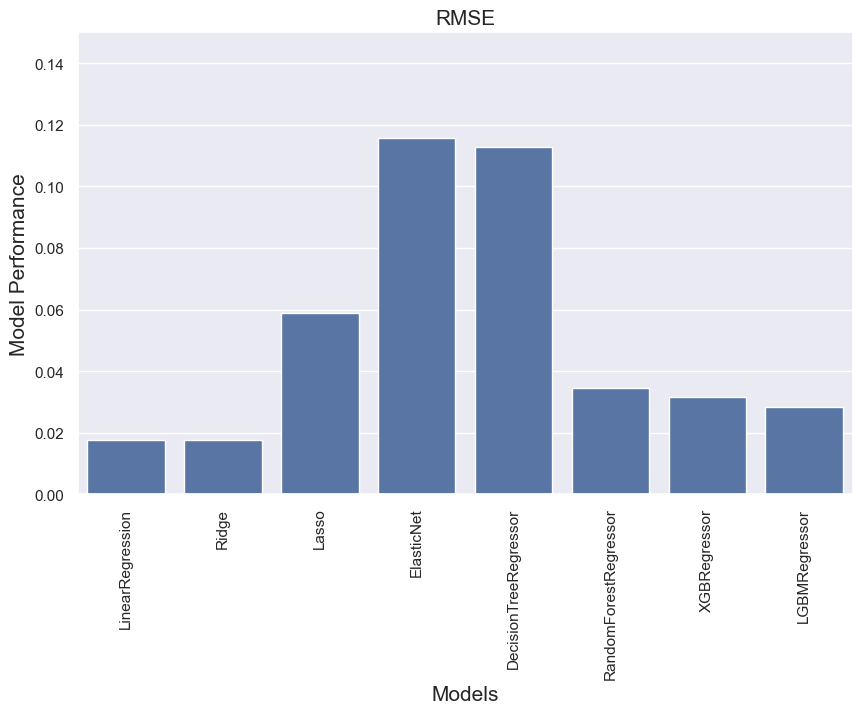 RMSE
Model Performance
0.14
0.12
0.10
0.08
0.06
0.04
0.02
0.00
LinearRegression
Ridge
Lasso
ElasticNet
DecisionTreeRegressor
RandomForestRegressor
XGBRegressor
LGBMRegressor
Models